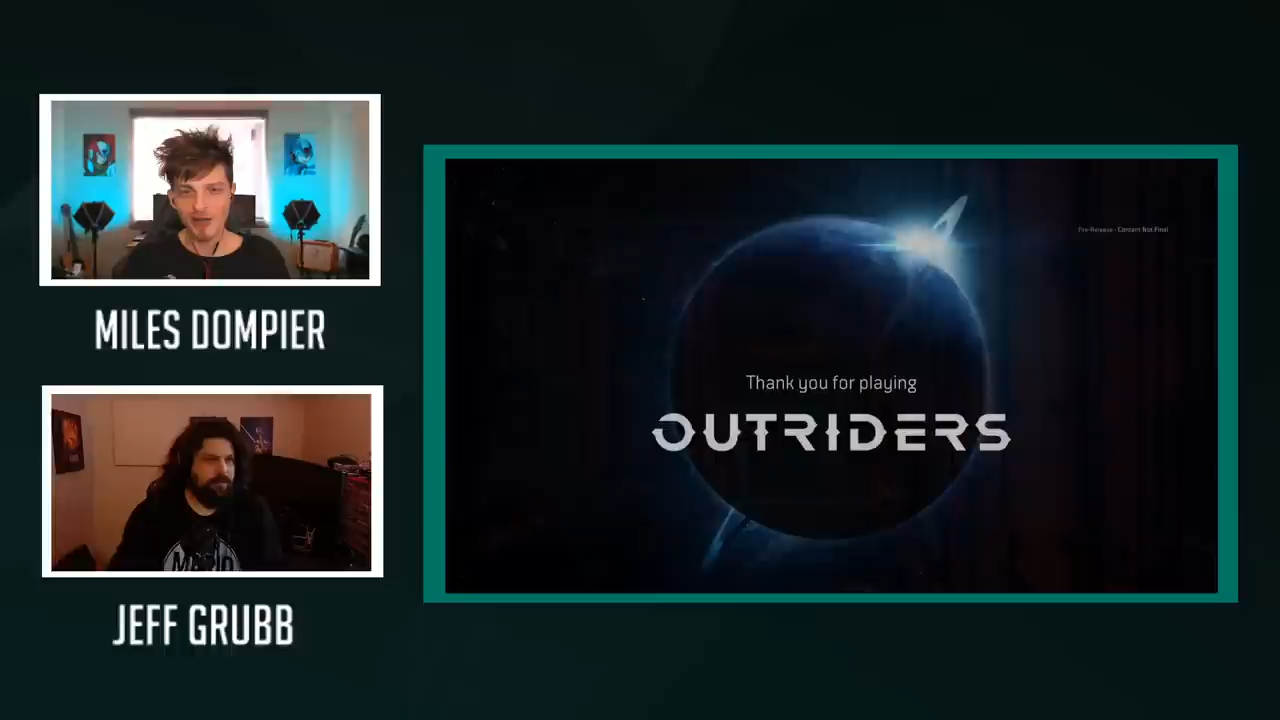 MILES DOMPIER
JEFF GRUBB
Pre-Release - Content Not Final
Thank you for playing
OUTRIDERS